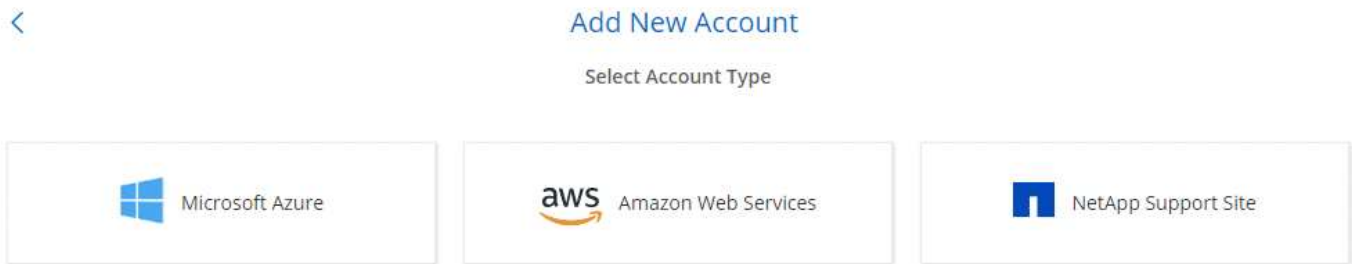 Add New Account
Select Account Type
Microsoft Azure
aws Amazon Web Services
NetApp Support Site